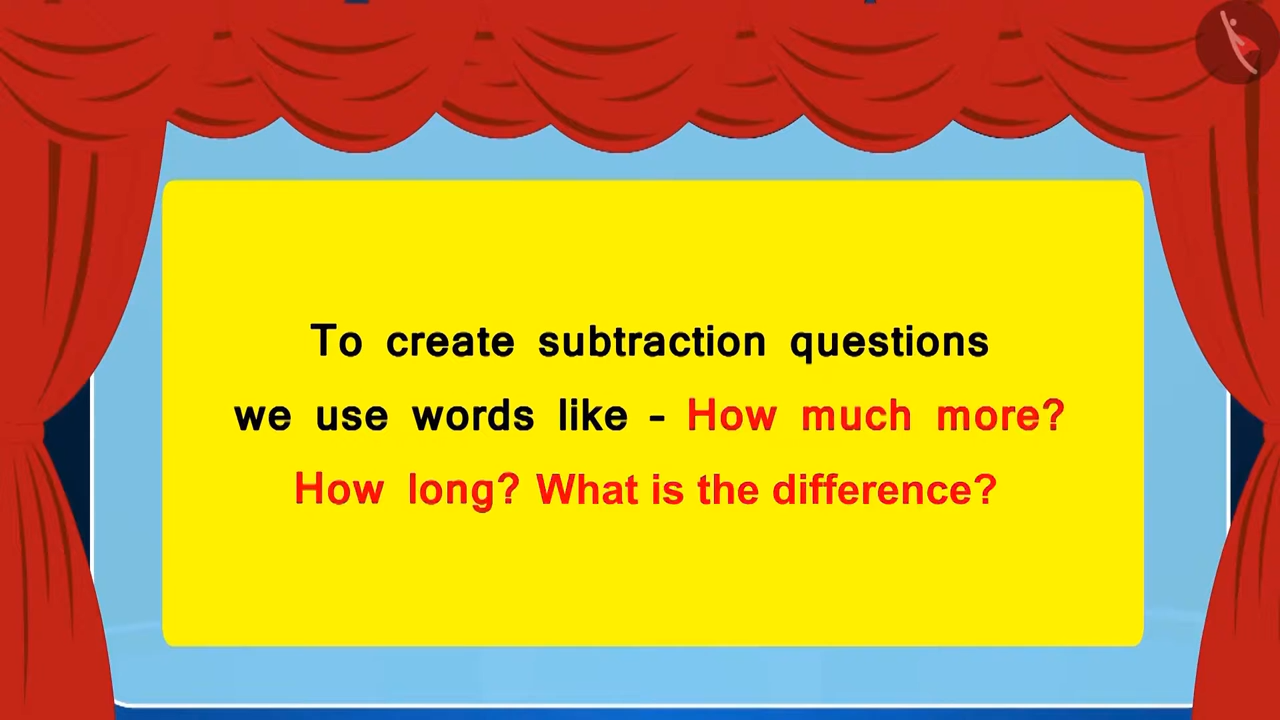 To create subtraction questions
we use words like - How much more?
How long? What is the difference?